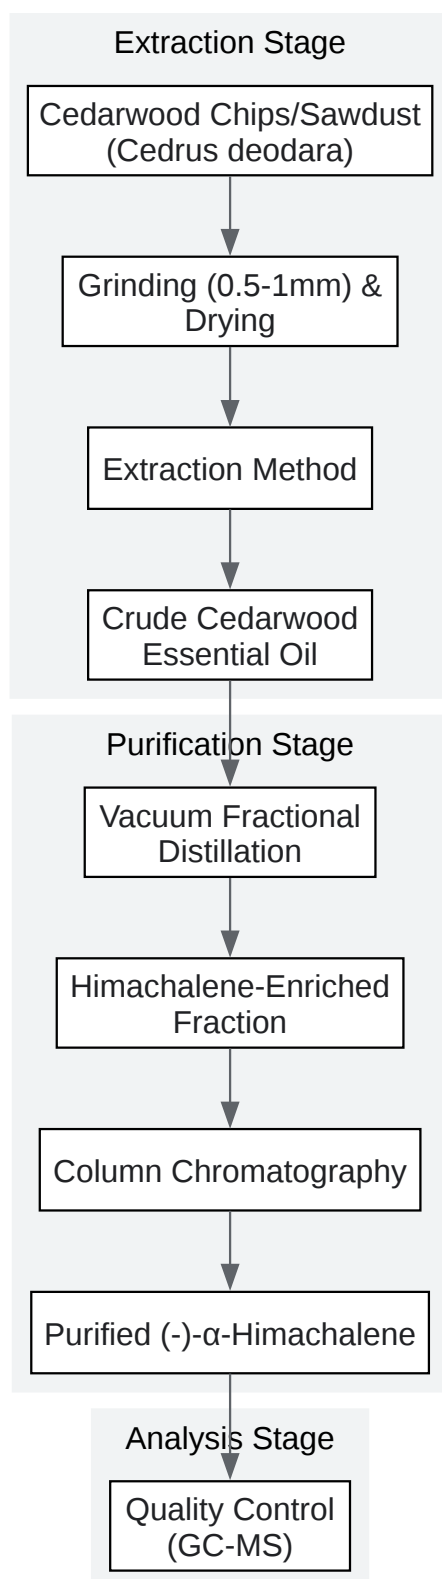 Extraction Stage
Cedarwood Chips/Sawdust
(Cedrus deodara)
Grinding (0.5-1mm) &
Drying
Extraction Method
Crude Cedarwood
Essential Oil
Purification Stage
Vacuum Fractional
Distillation
Himachalene-Enriched
Fraction
Column Chromatography
Purified (-)-α-Himachalene
Analysis Stage
Quality Control
(GC-MS)